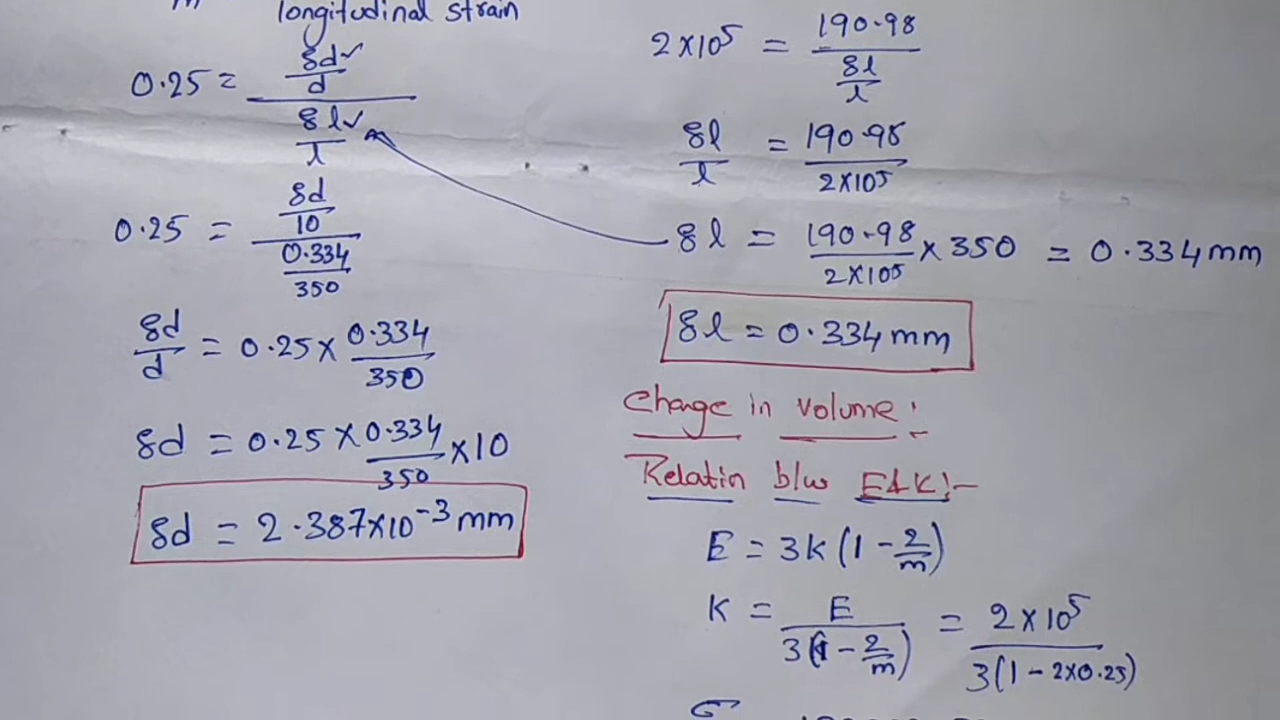 m longitudinal strain
0.25 = (δd/d) / (δl/l)
0.25 = (δd/10) / (0.334/350)
δd/d = 0.25 × 0.334/350
δd = 0.25 × 0.334/350 × 10
δd = 2.387×10⁻³ mm
2×10⁵ = 190.98 / (δl/l)
δl/l = 190.98 / 2×10⁵
δl = 190.98/2×10⁵ × 350 = 0.334 mm
δl = 0.334 mm
Change in volume:-
Relatin b/w E&K:-
E = 3K(1 - 2/m)
K = E / 3(1 - 2/m) = 2×10⁵ / 3(1 - 2×0.25)